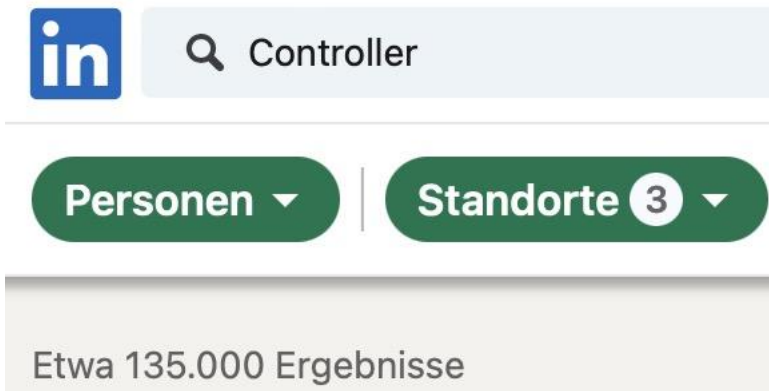 in
Controller
Personen
Standorte 3
Etwa 135.000 Ergebnisse